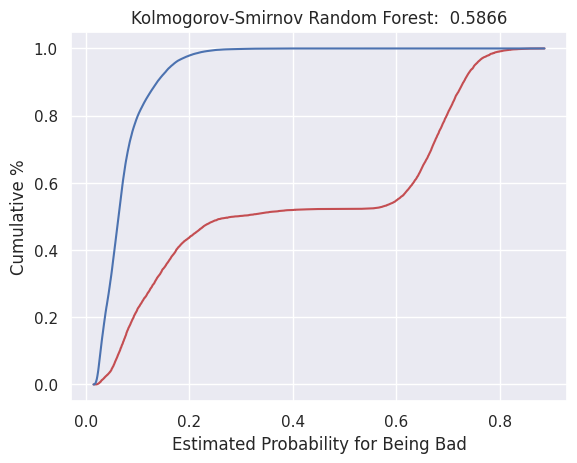 Kolmogorov-Smirnov Random Forest:  0.5866
1.0
0.8
0.6
0.4
0.2
0.0
Cumulative %
0.0 0.2 0.4 0.6 0.8
Estimated Probability for Being Bad